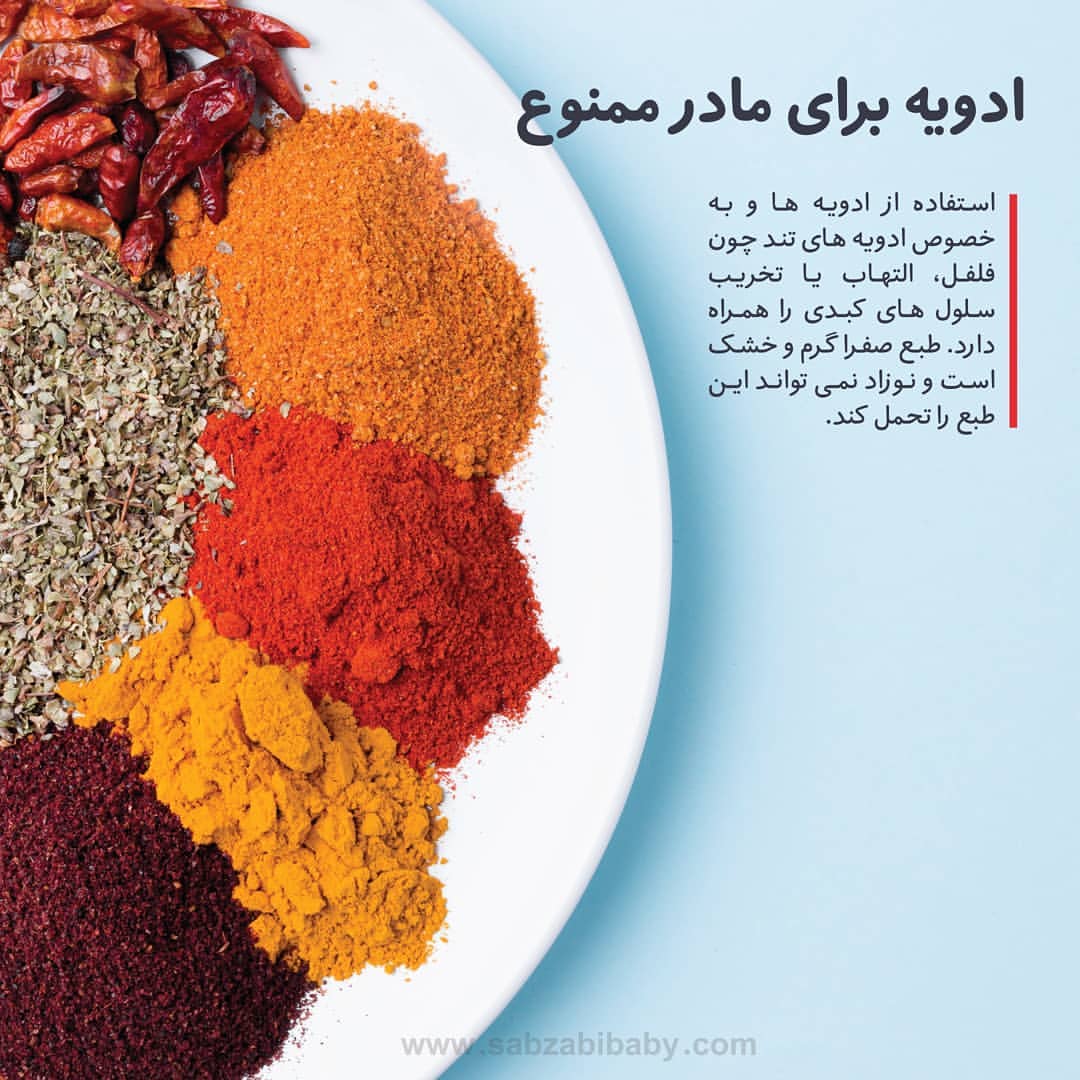 ادویه برای مادر ممنوع
استفاده از ادویه ها و به
خصوص ادویه های تند چون
فلفل، التهاب یا تخریب
سلول های کبدی را همراه
دارد. طبع صفرا گرم و خشک
است و نوزاد نمی تواند این
طبع را تحمل کند.
www.sabzabibaby.com